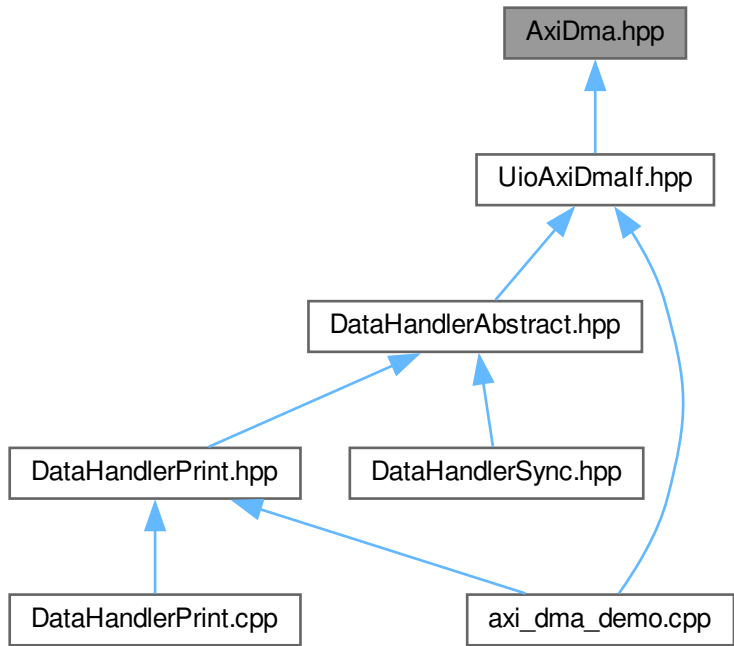 AxiDma.hpp
UioAxiDmaIf.hpp
DataHandlerAbstract.hpp
DataHandlerPrint.hpp
DataHandlerSync.hpp
DataHandlerPrint.cpp
axi_dma_demo.cpp